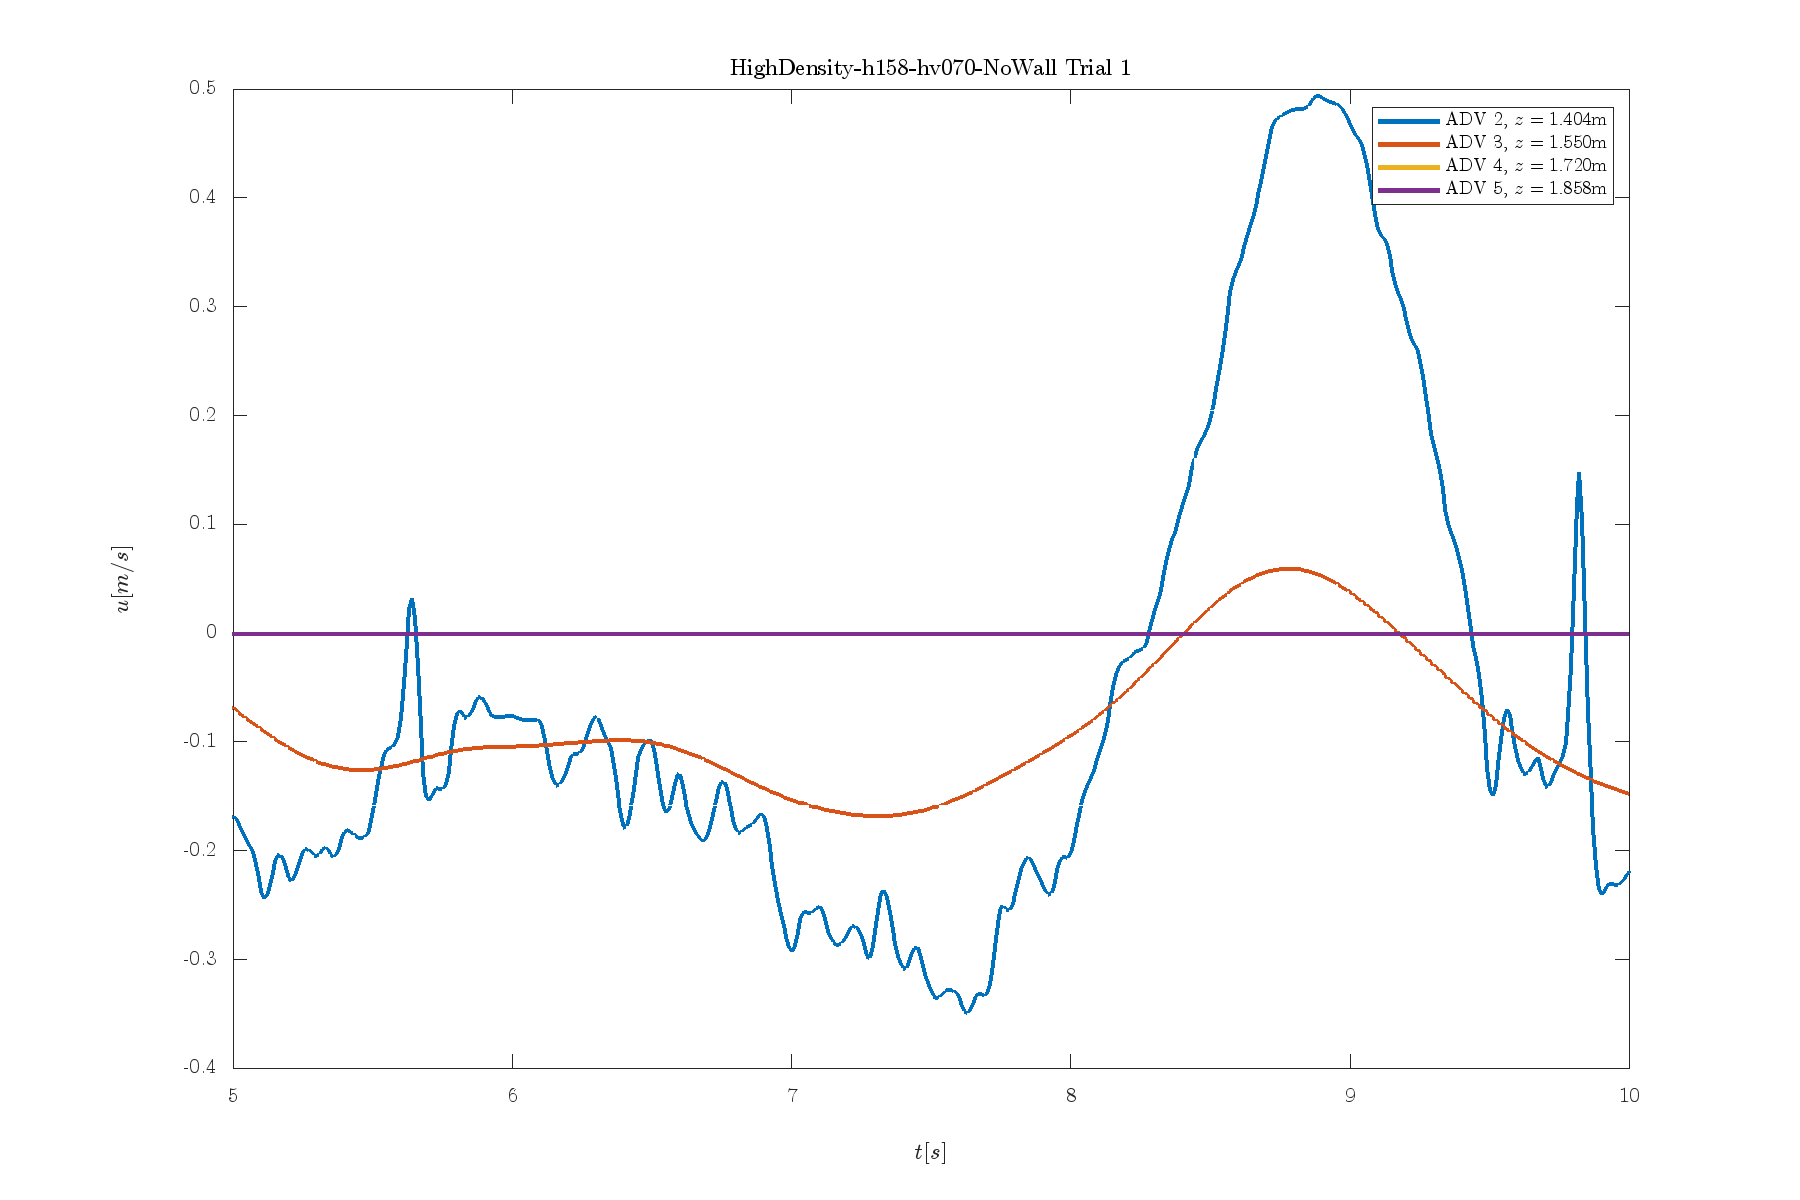 HighDensity-h158-hv070-NoWall Trial 1
0.5
0.4
0.3
0.2
0.1
0
-0.1
-0.2
-0.3
-0.4
u[m/s]
ADV 2, z = 1.404m
ADV 3, z = 1.550m
ADV 4, z = 1.720m
ADV 5, z = 1.858m
5 6 7 8 9 10
t[s]